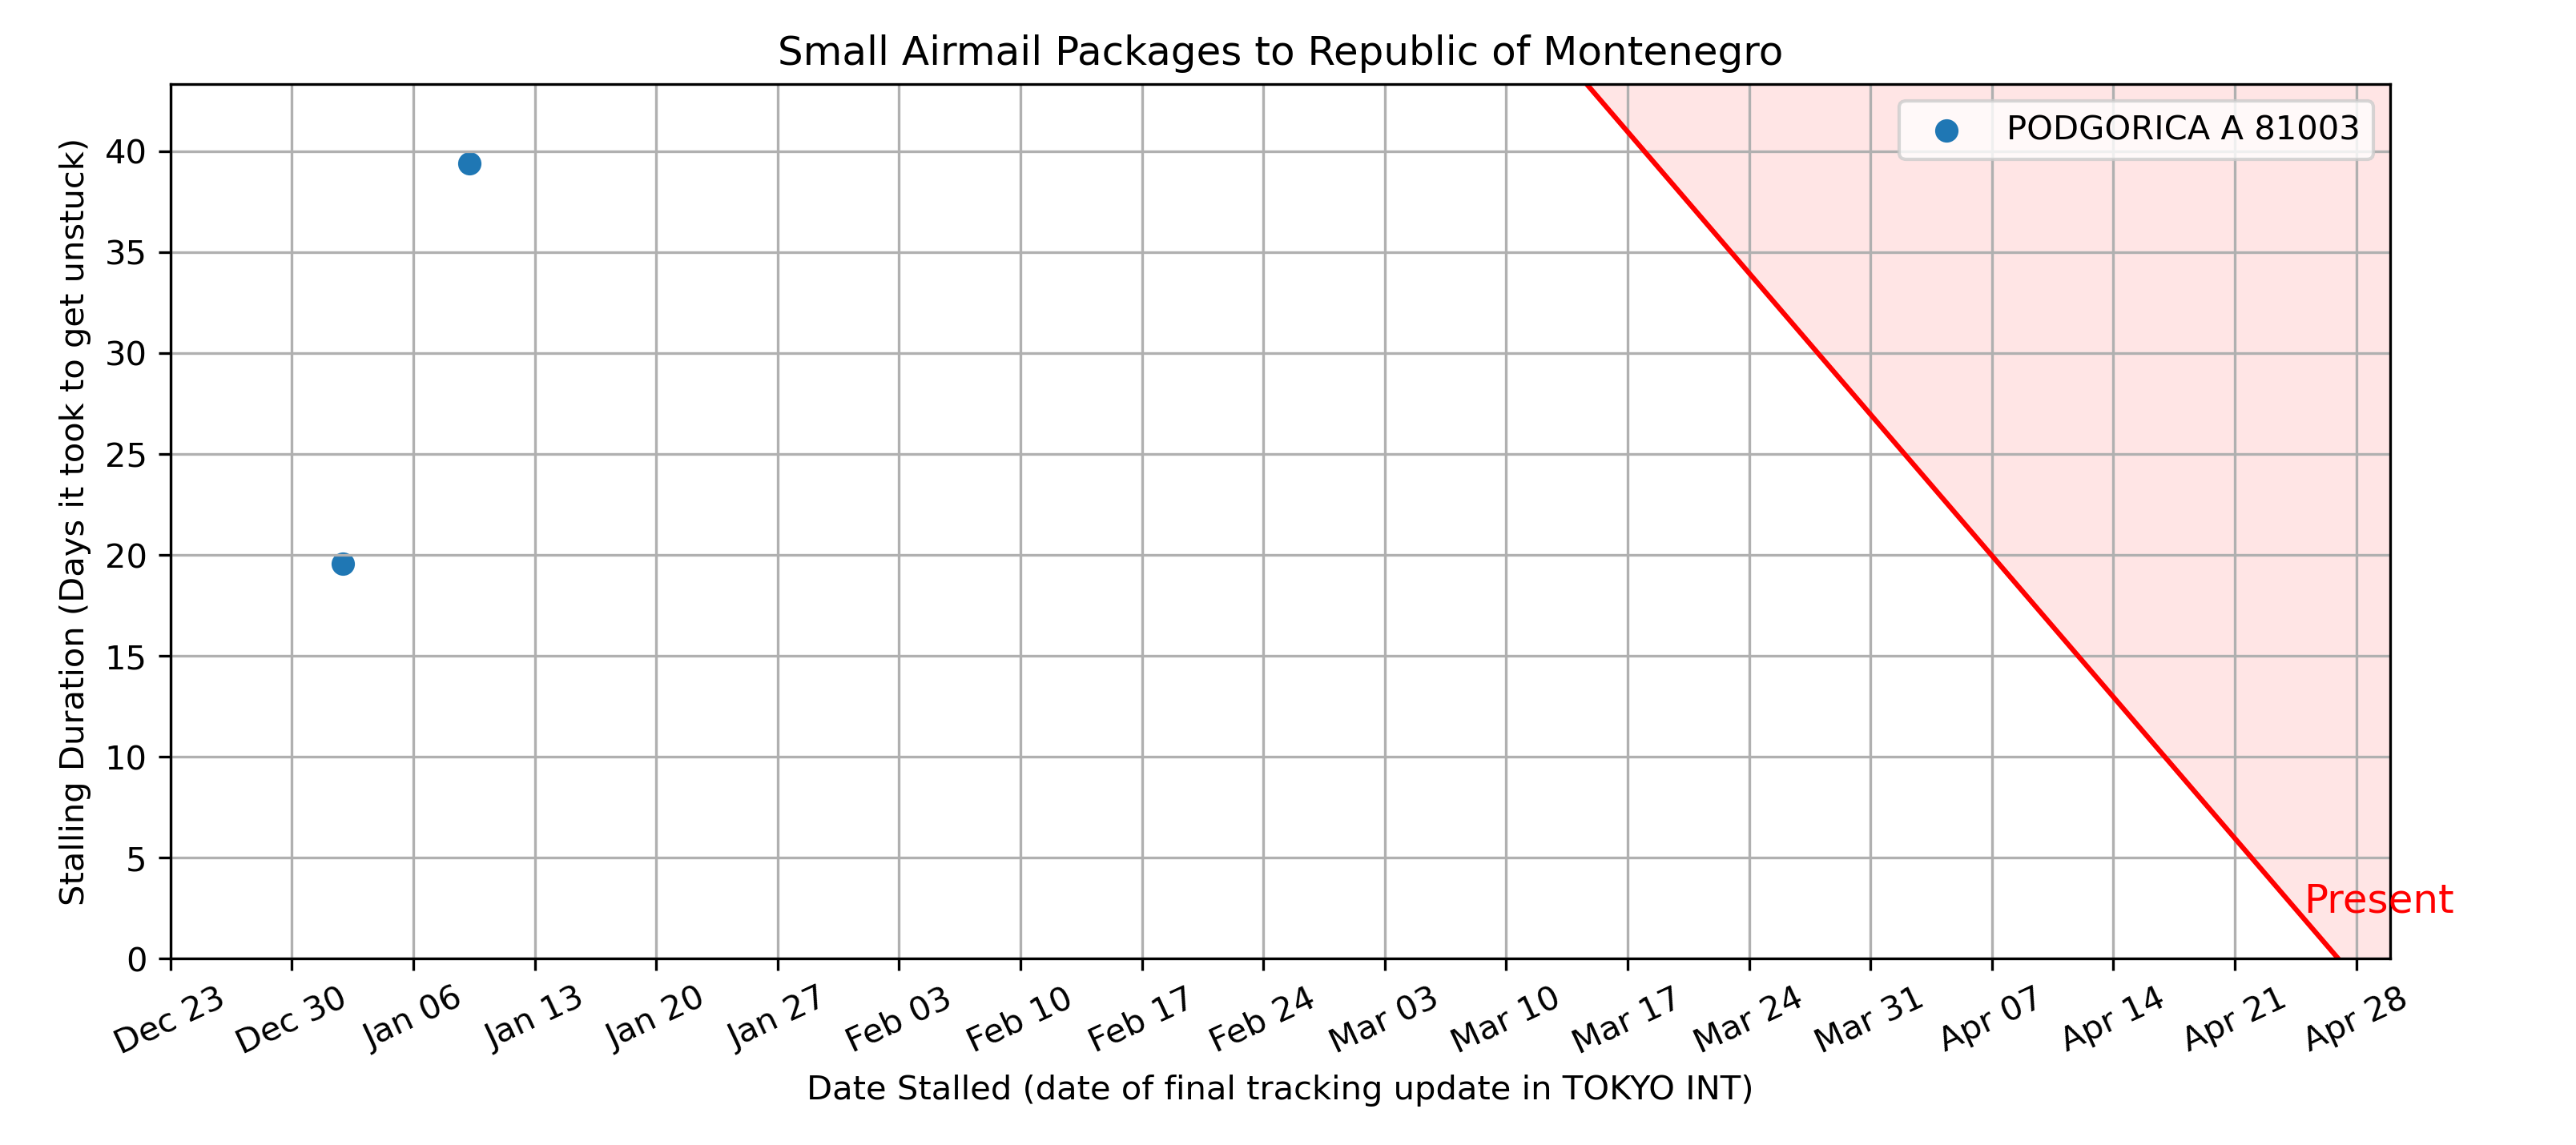 Small Airmail Packages to Republic of Montenegro
PODGORICA A 81003
Stalling Duration (Days it took to get unstuck)
40
35
30
25
20
15
10
5
0
Present
Dec 23
Dec 30
Jan 06
Jan 13
Jan 20
Jan 27
Feb 03
Feb 10
Feb 17
Feb 24
Mar 03
Mar 10
Mar 17
Mar 24
Mar 31
Apr 07
Apr 14
Apr 21
Apr 28
Date Stalled (date of final tracking update in TOKYO INT)